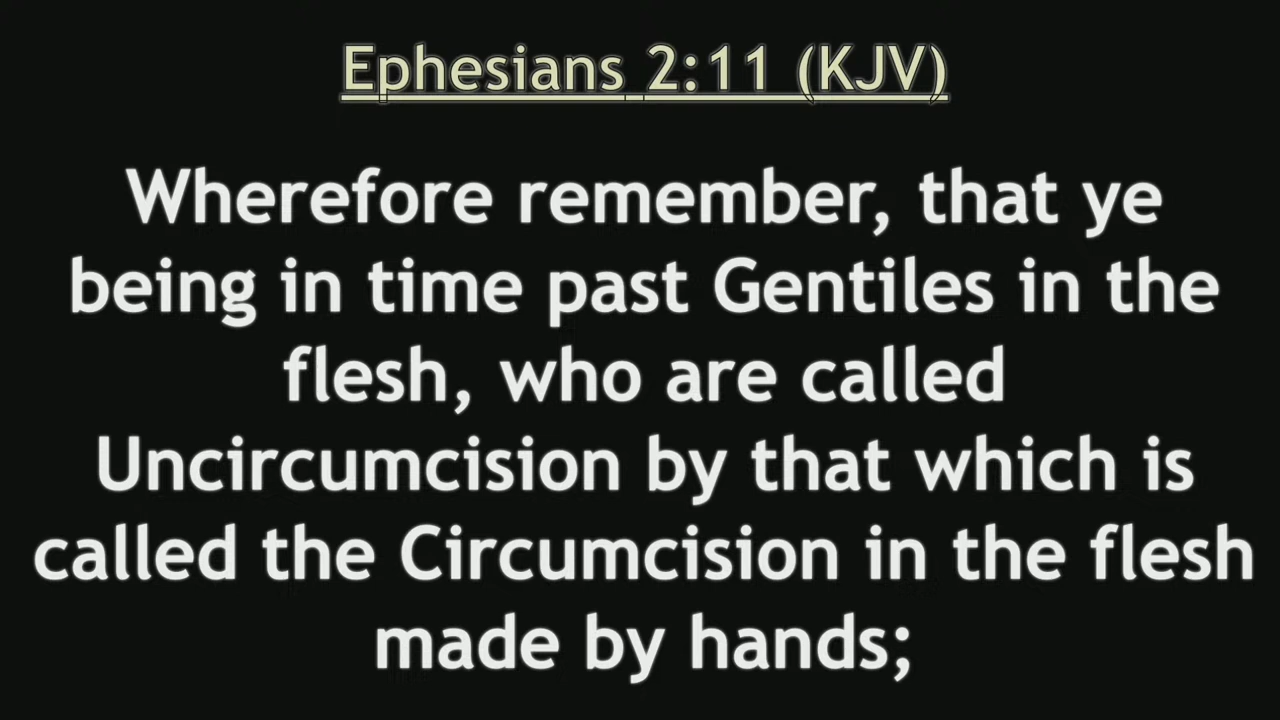 Ephesians 2:11 (KJV)
Wherefore remember, that ye
being in time past Gentiles in the
flesh, who are called
Uncircumcision by that which is
called the Circumcision in the flesh
made by hands;